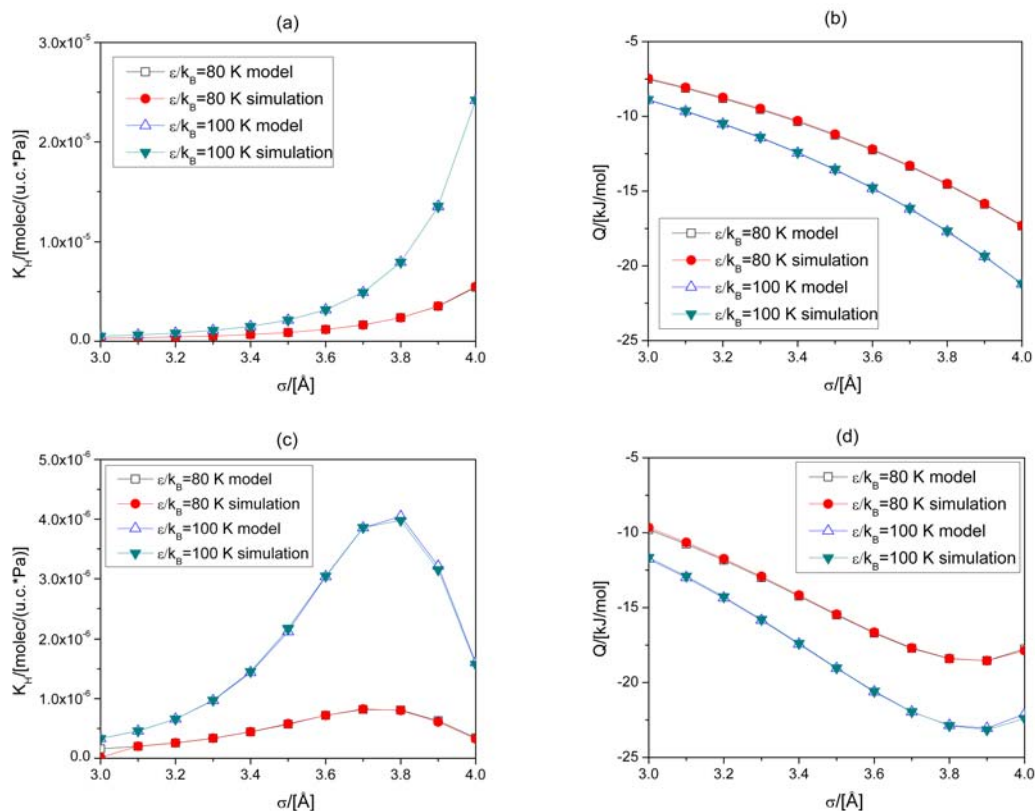 (a)
3.0x10⁻⁵
2.0x10⁻⁵
1.0x10⁻⁵
0.0
K_H/[molec/(u.c.*Pa)]
ε/k_B=80 K model
ε/k_B=80 K simulation
ε/k_B=100 K model
ε/k_B=100 K simulation
3.0 3.2 3.4 3.6 3.8 4.0
σ/[Å]
(b)
-5
-10
-15
-20
-25
Q/[kJ/mol]
ε/k_B=80 K model
ε/k_B=80 K simulation
ε/k_B=100 K model
ε/k_B=100 K simulation
3.0 3.2 3.4 3.6 3.8 4.0
σ/[Å]
(c)
5.0x10⁻⁶
4.0x10⁻⁶
3.0x10⁻⁶
2.0x10⁻⁶
1.0x10⁻⁶
0.0
K_H/[molec/(u.c.*Pa)]
ε/k_B=80 K model
ε/k_B=80 K simulation
ε/k_B=100 K model
ε/k_B=100 K simulation
3.0 3.2 3.4 3.6 3.8 4.0
σ/[Å]
(d)
-5
-10
-15
-20
-25
Q/[kJ/mol]
ε/k_B=80 K model
ε/k_B=80 K simulation
ε/k_B=100 K model
ε/k_B=100 K simulation
3.0 3.2 3.4 3.6 3.8 4.0
σ/[Å]